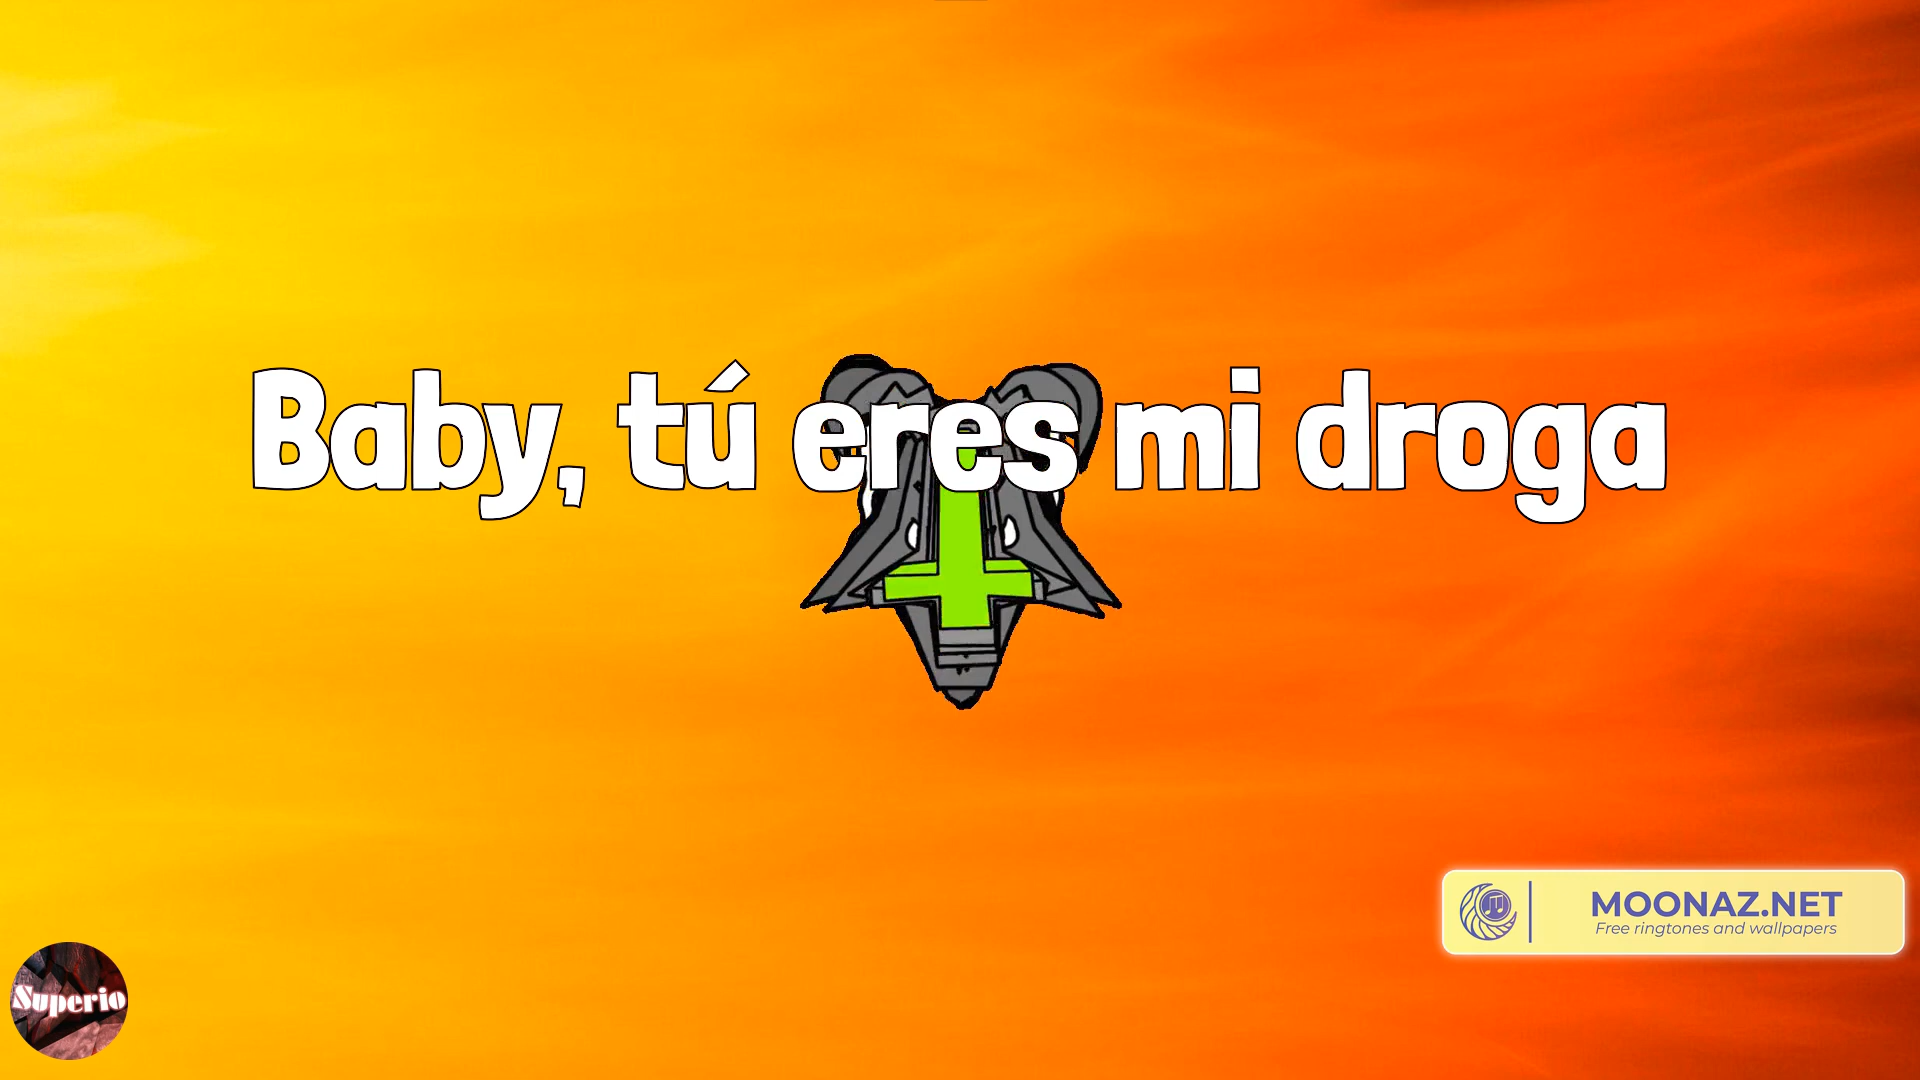 Baby, tú eres mi droga
MOONAZ.NET
Free ringtones and wallpapers
Superio